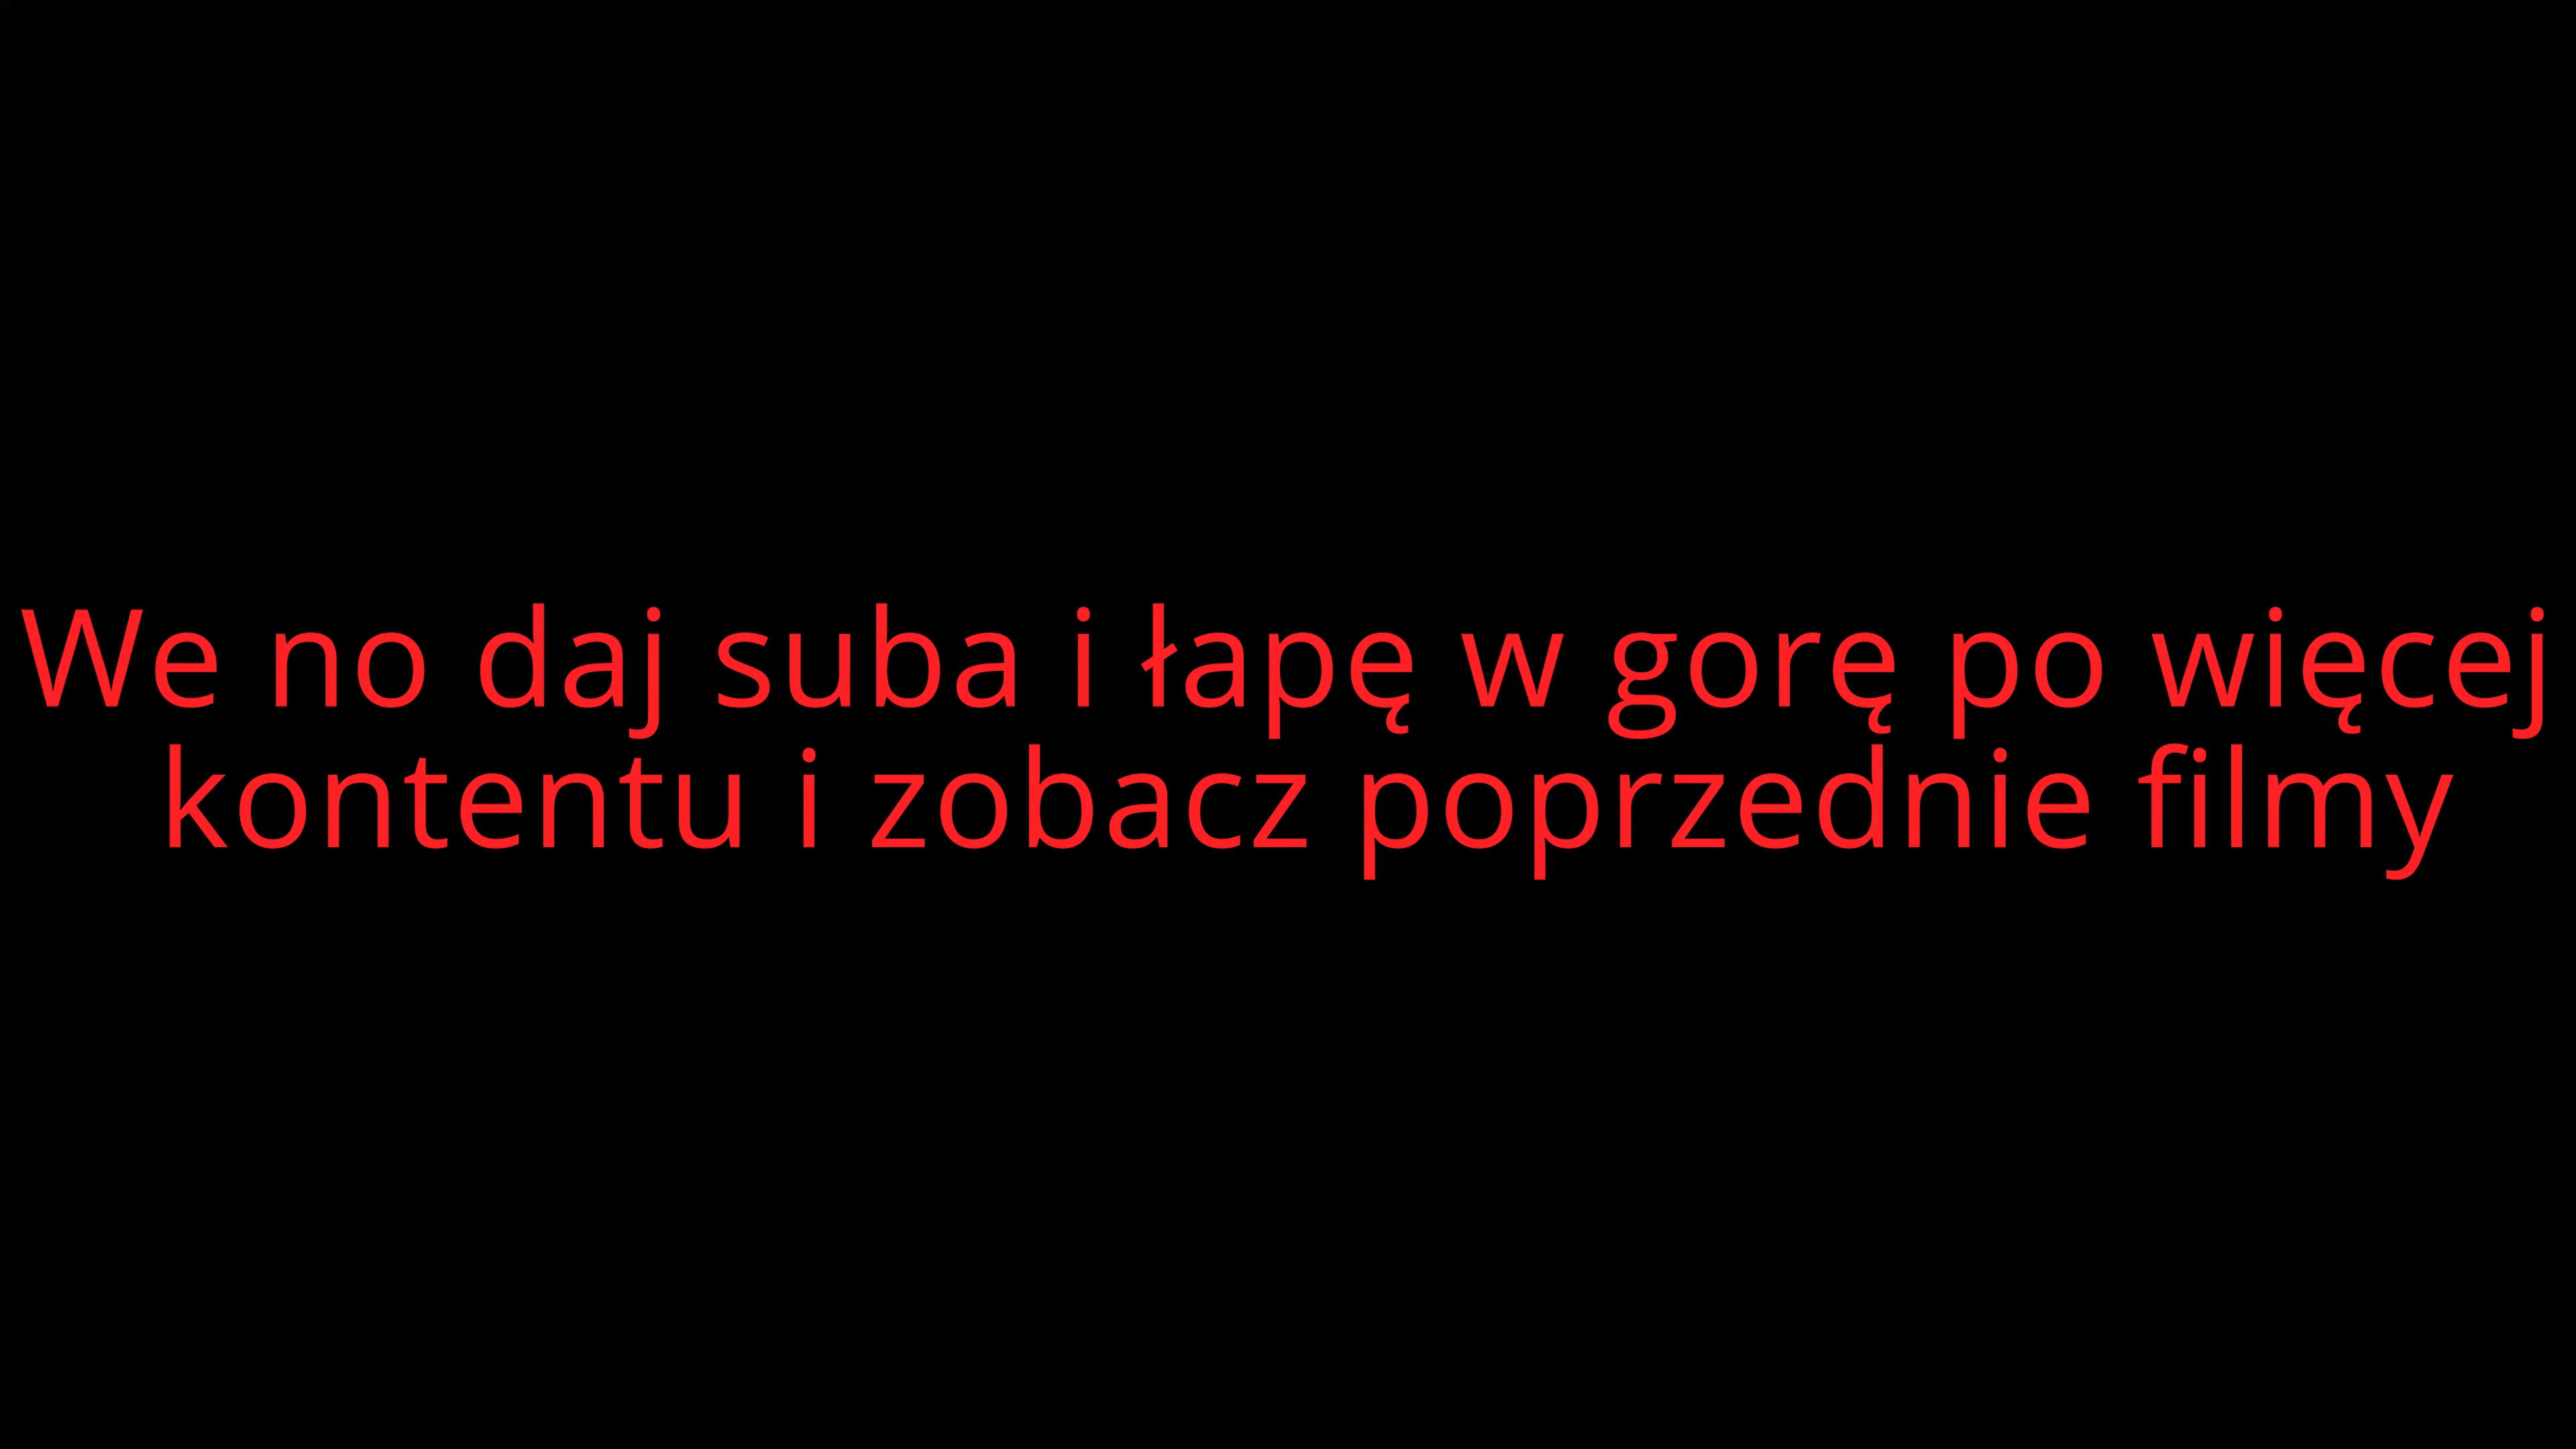 We no daj suba i łapę w gorę po więcej
kontentu i zobacz poprzednie filmy